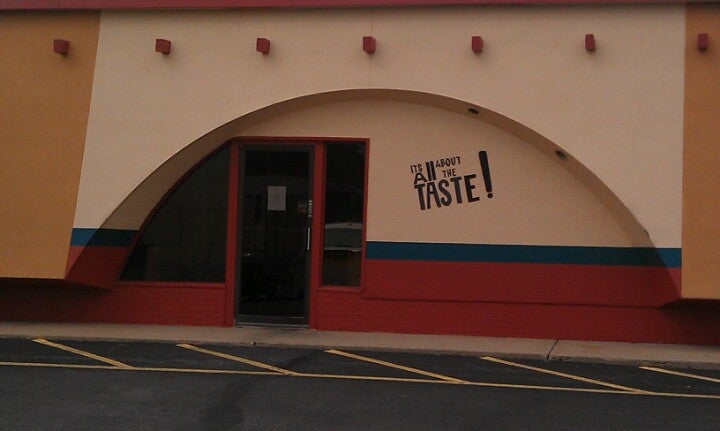 ITS All ABOUT
THE
TASTE!